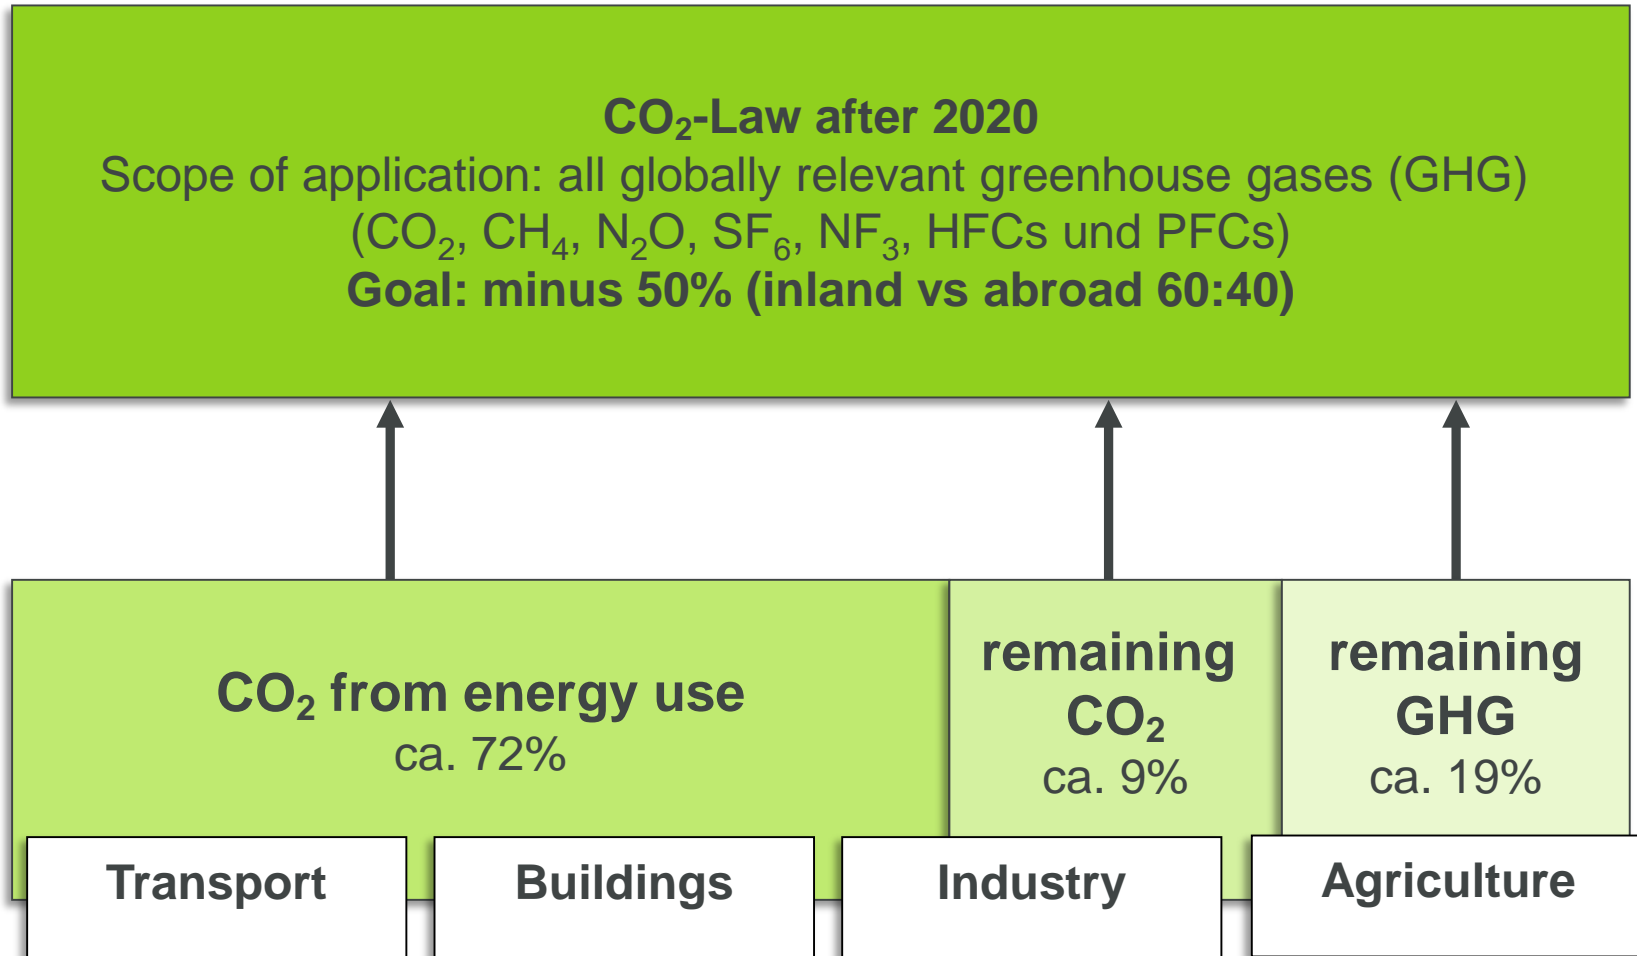 CO₂-Law after 2020
Scope of application: all globally relevant greenhouse gases (GHG)
(CO₂, CH₄, N₂O, SF₆, NF₃, HFCs und PFCs)
Goal: minus 50% (inland vs abroad 60:40)
CO₂ from energy use
ca. 72%
remaining
CO₂
ca. 9%
remaining
GHG
ca. 19%
Transport
Buildings
Industry
Agriculture